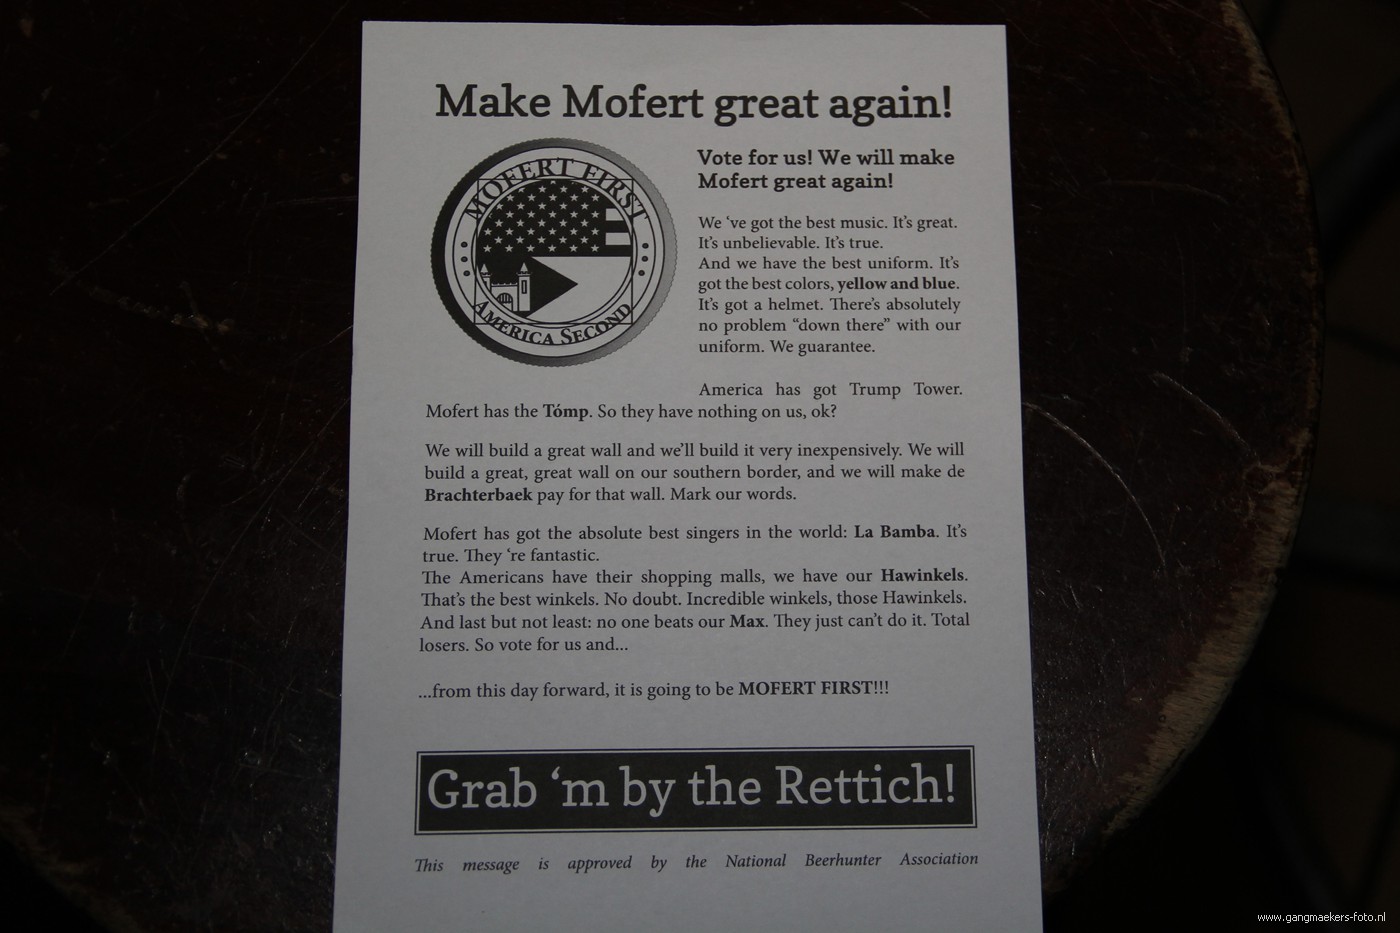 Make Mofert great again!
MOFERT FIRST
AMERICA SECOND
Vote for us! We will make
Mofert great again!
We ‘ve got the best music. It’s great.
It’s unbelievable. It’s true.
And we have the best uniform. It’s
got the best colors, yellow and blue.
It’s got a helmet. There’s absolutely
no problem “down there” with our
uniform. We guarantee.
America has got Trump Tower.
Mofert has the Tómp. So they have nothing on us, ok?
We will build a great wall and we’ll build it very inexpensively. We will
build a great, great wall on our southern border, and we will make de
Brachterbaek pay for that wall. Mark our words.
Mofert has got the absolute best singers in the world: La Bamba. It’s
true. They ‘re fantastic.
The Americans have their shopping malls, we have our Hawinkels.
That’s the best winkels. No doubt. Incredible winkels, those Hawinkels.
And last but not least: no one beats our Max. They just can’t do it. Total
losers. So vote for us and...
...from this day forward, it is going to be MOFERT FIRST!!!
Grab ‘m by the Rettich!
This message is approved by the National Beerhunter Association
www.gangmaekers-foto.nl